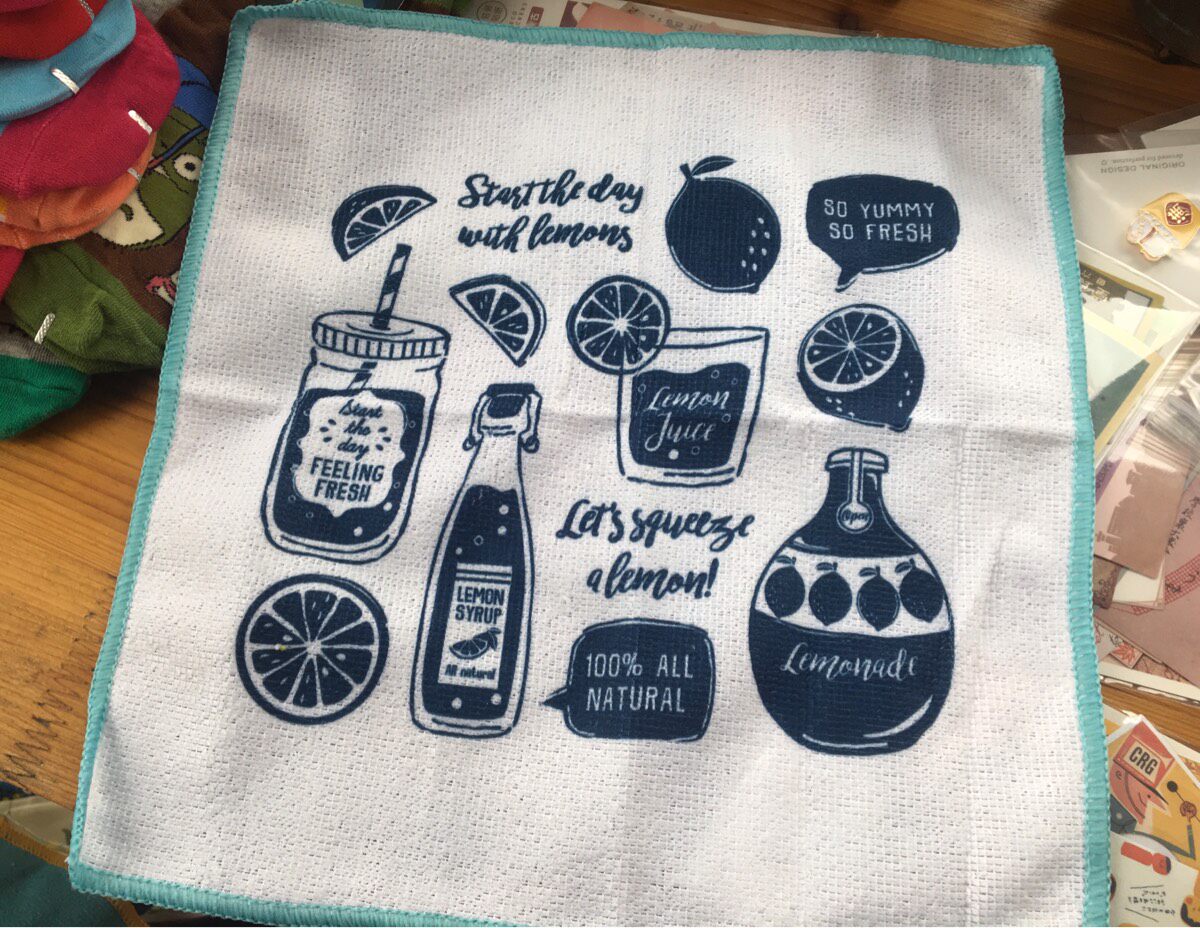 Start the day
with lemons
SO YUMMY
SO FRESH
Start
the
day
FEELING
FRESH
Lemon
Juice
LEMON
SYRUP
All natural
Let's squeeze
a lemon!
100% ALL
NATURAL
Lemonade
ORIGINAL DESIGN
CRG